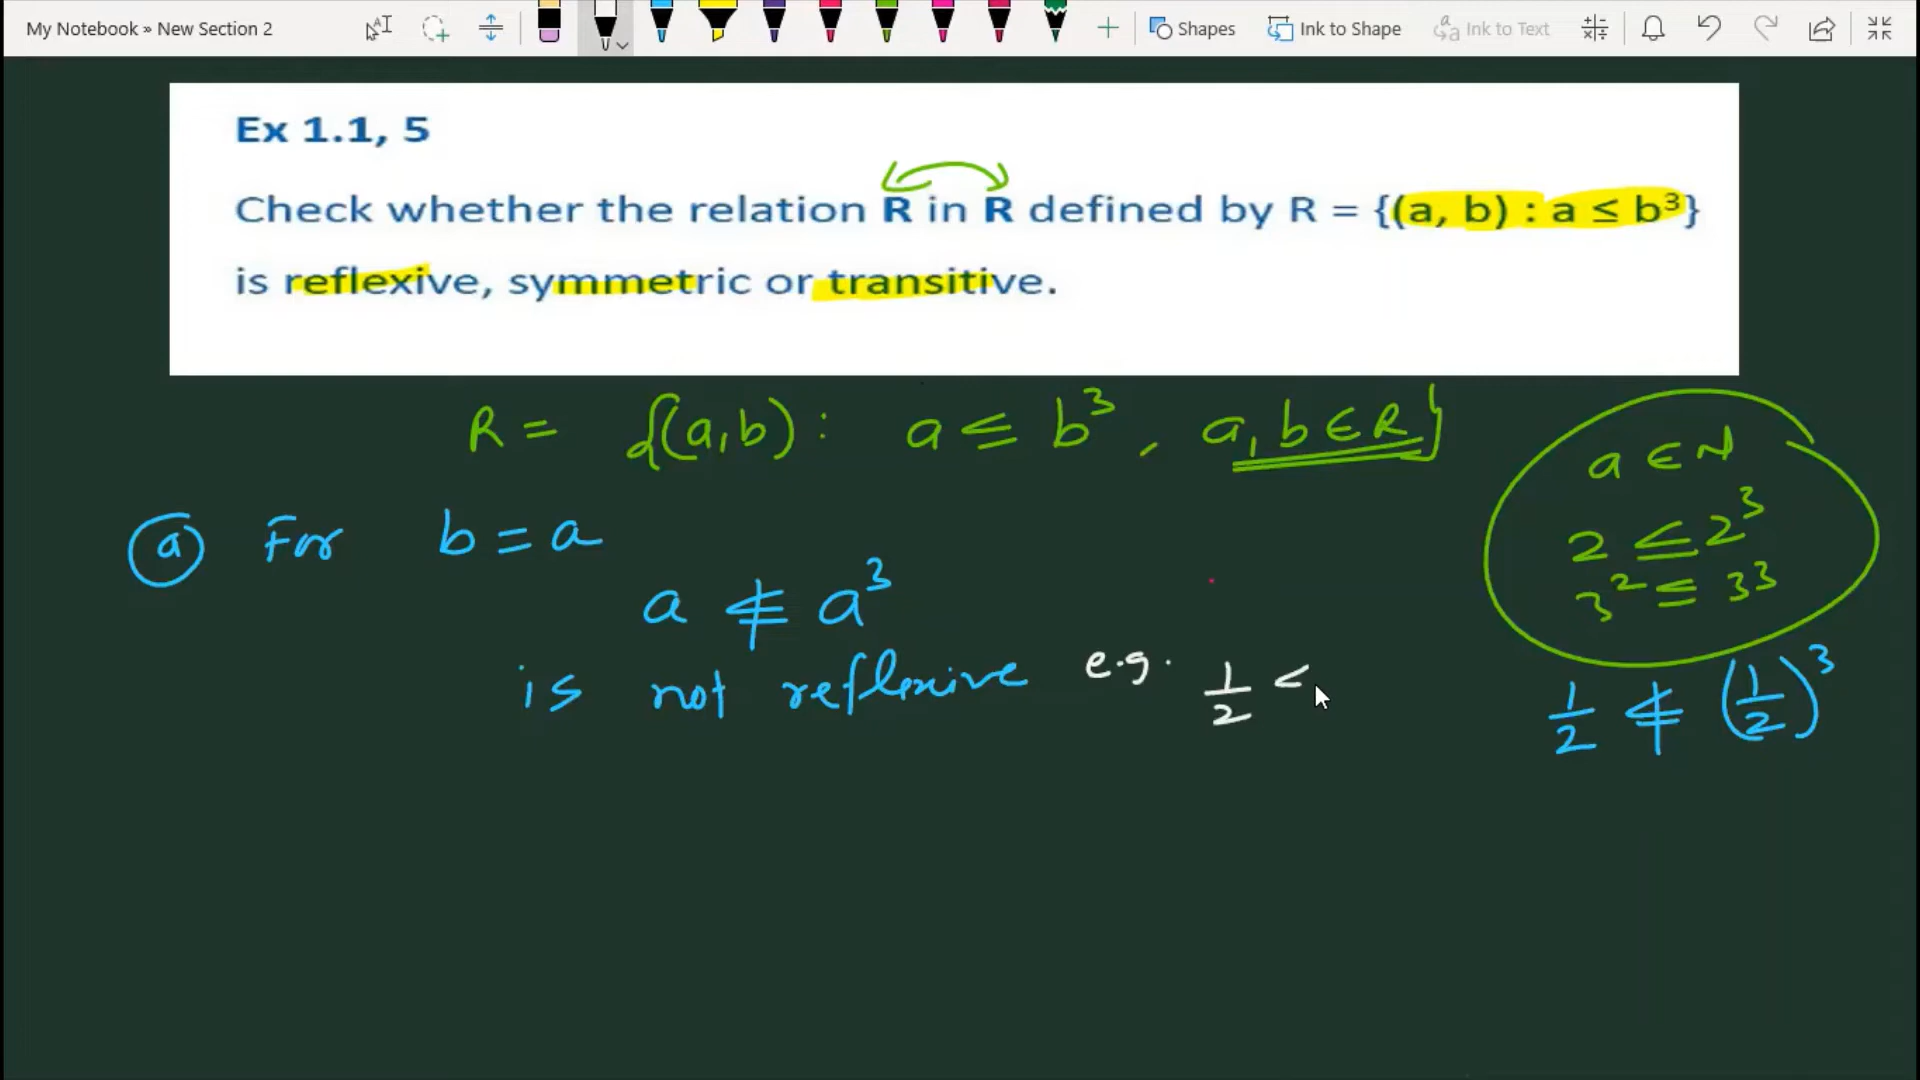 My Notebook » New Section 2
Shapes
Ink to Shape
Ink to Text
Ex 1.1, 5
Check whether the relation R in R defined by R = {(a, b) : a ≤ b³}
is reflexive, symmetric or transitive.
R = {(a,b) : a ≤ b³, a, b ∈ R}
a ∈ N
2 ≤ 2³
3² ≤ 3³
(a) For b = a
a ≰ a³
is not reflexive e.g. 1/2 <
1/2 ≰ (1/2)³